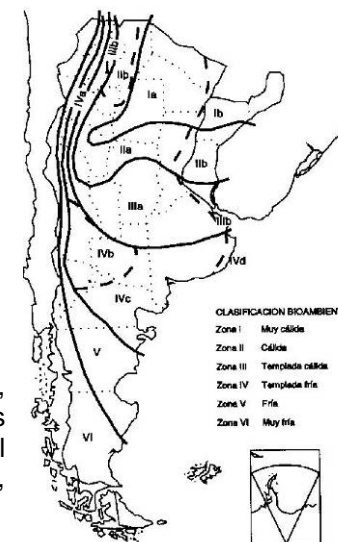 IIIb
IIb
IVa
Ia
Ib
IIa
IIb
IIIa
IIIb
IVb
IVd
IVc
V
VI
CLASIFICACION BIOAMBIEN
Zona I Muy cálida
Zona II Cálida
Zona III Templada cálida
Zona IV Templada fría
Zona V Fría
Zona VI Muy fría
,
s
l
,